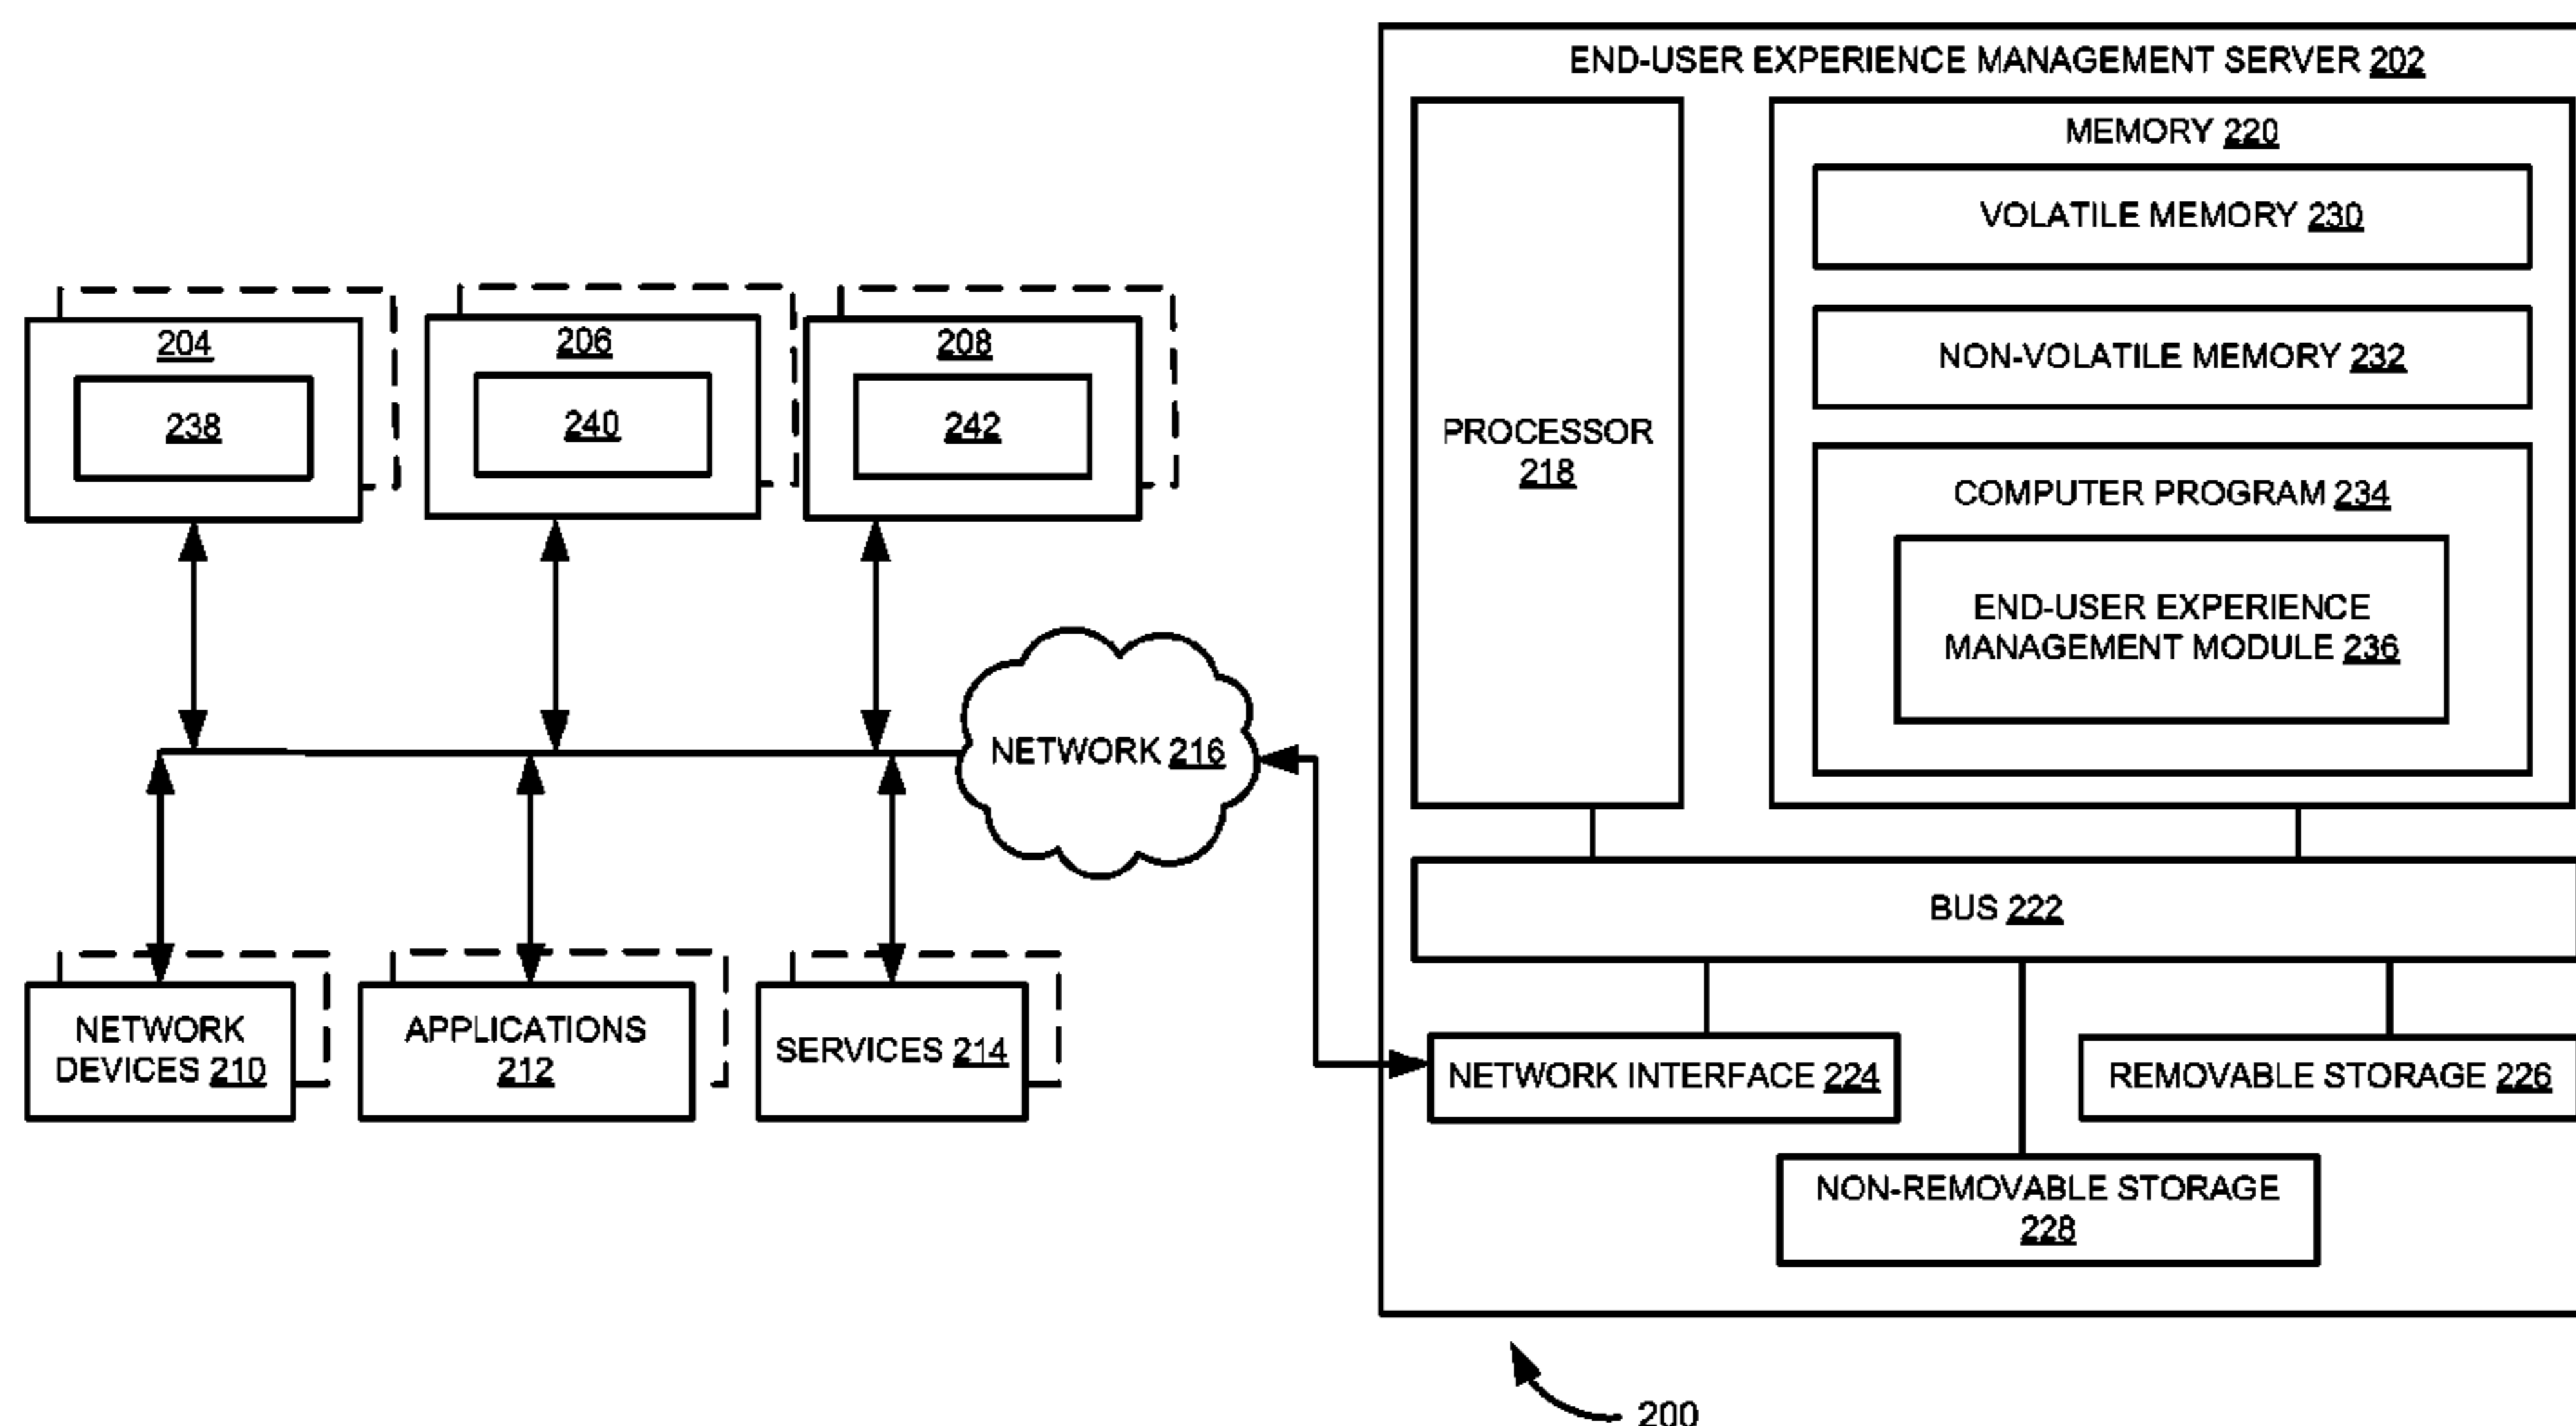 END-USER EXPERIENCE MANAGEMENT SERVER 202
MEMORY 220
VOLATILE MEMORY 230
NON-VOLATILE MEMORY 232
PROCESSOR
218
COMPUTER PROGRAM 234
END-USER EXPERIENCE
MANAGEMENT MODULE 236
204
238
206
240
208
242
NETWORK 216
BUS 222
NETWORK
DEVICES 210
APPLICATIONS
212
SERVICES 214
NETWORK INTERFACE 224
REMOVABLE STORAGE 226
NON-REMOVABLE STORAGE
228
200